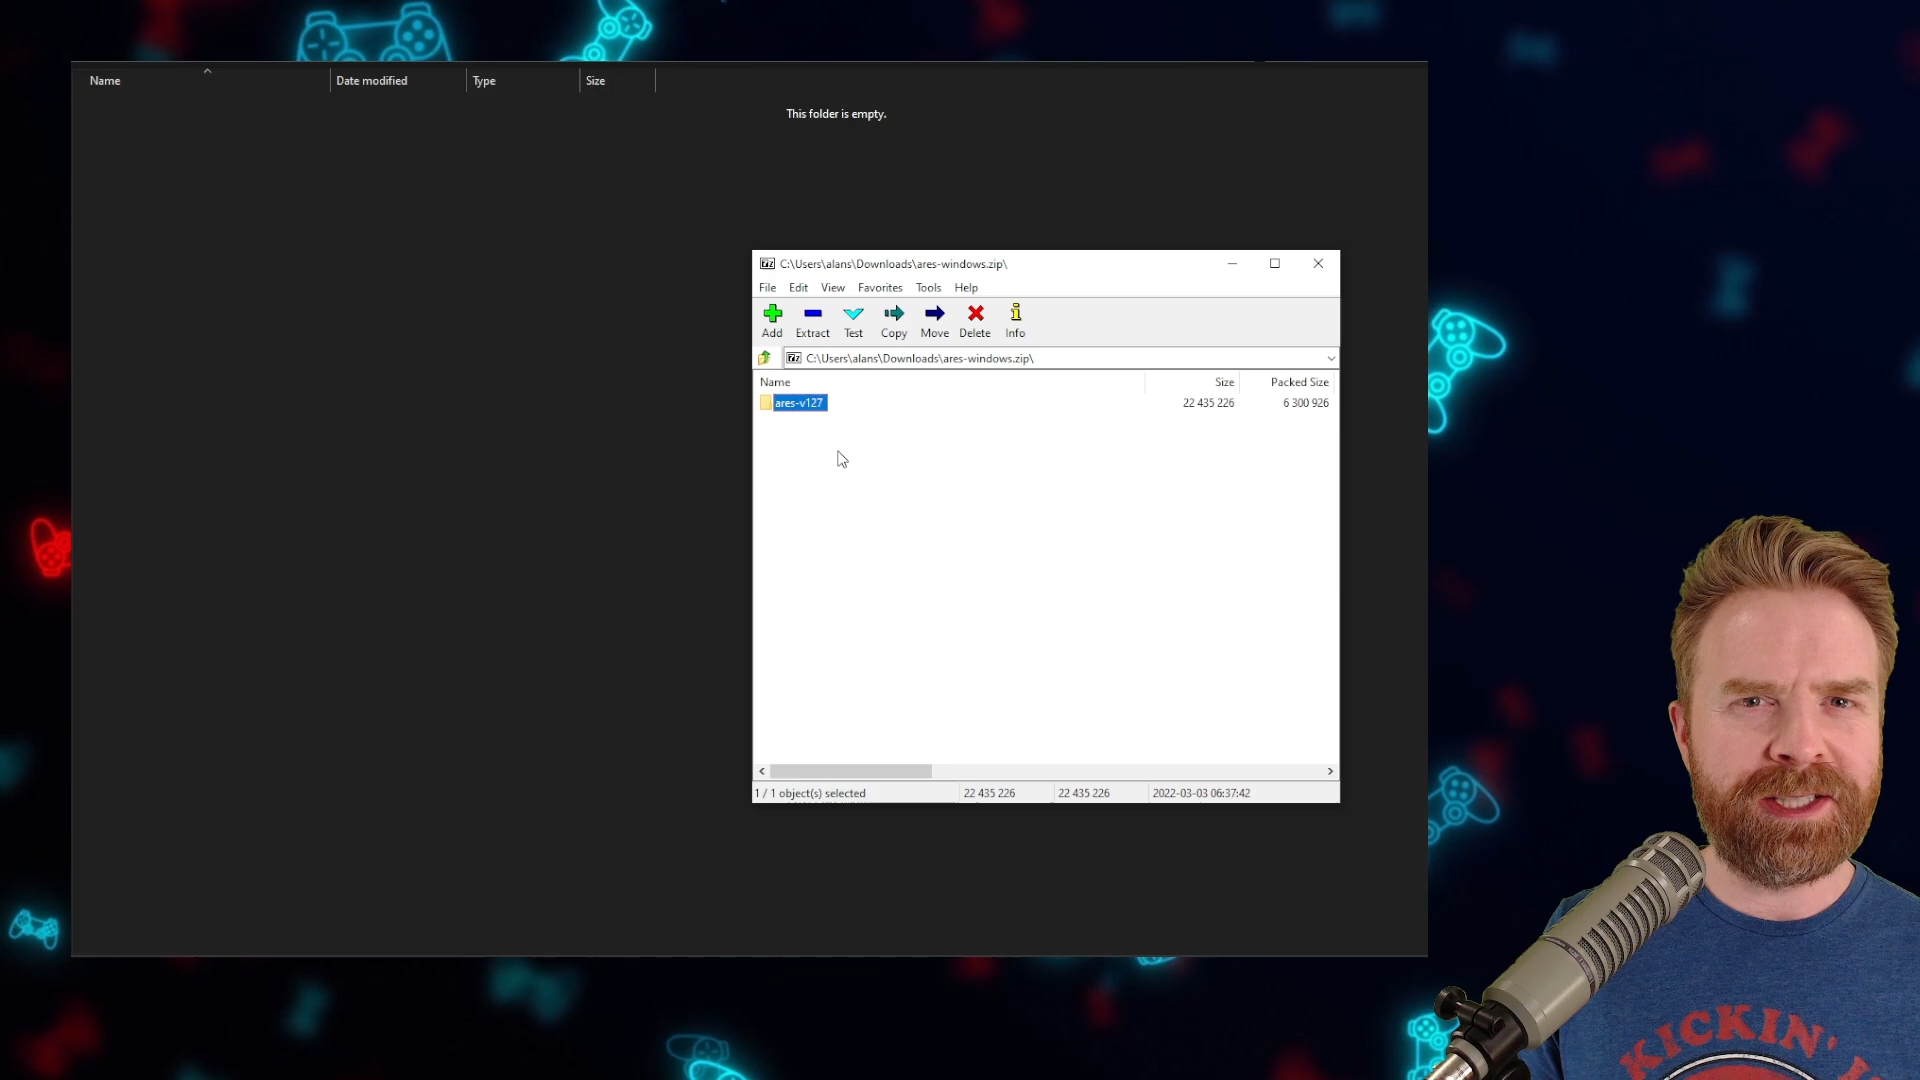 Name Date modified Type Size
This folder is empty.
C:\Users\alans\Downloads\ares-windows.zip\
File Edit View Favorites Tools Help
Add Extract Test Copy Move Delete Info
C:\Users\alans\Downloads\ares-windows.zip\
Name Size Packed Size
ares-v127 22 435 226 6 300 926
1 / 1 object(s) selected 22 435 226 22 435 226 2022-03-03 06:37:42
KICKIN'